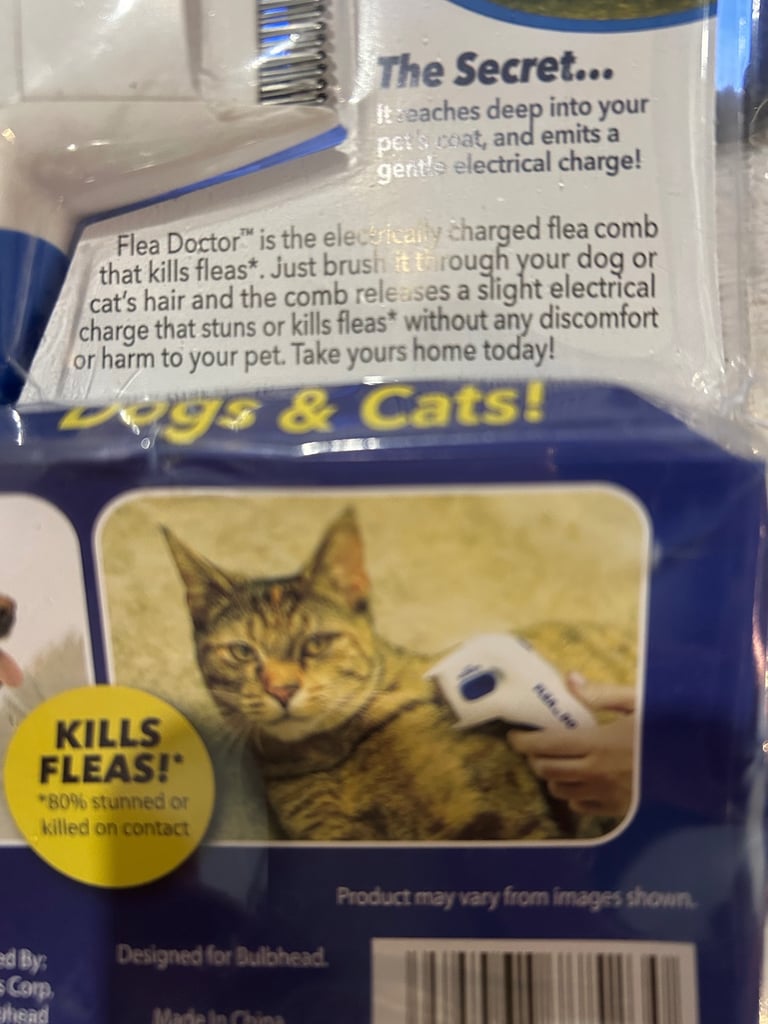 The Secret...
It reaches deep into your
pet's coat, and emits a
gentle electrical charge!
Flea Doctor™ is the electrically charged flea comb
that kills fleas*. Just brush it through your dog or
cat's hair and the comb releases a slight electrical
charge that stuns or kills fleas* without any discomfort
or harm to your pet. Take yours home today!
Dogs & Cats!
KILLS
FLEAS!*
*80% stunned or
killed on contact
Product may vary from images shown.
Designed for Bulbhead.
Made In China
ed By:
s Corp.
head